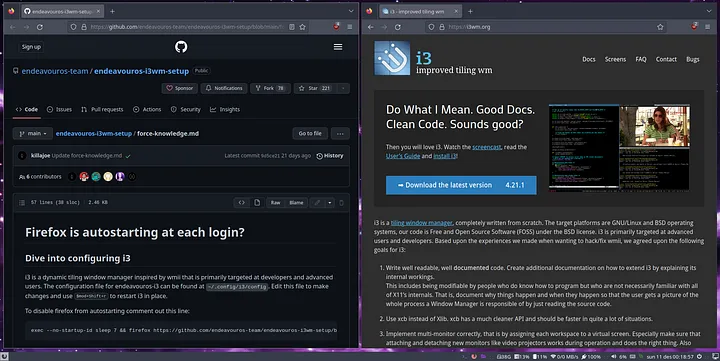 endeavouros-i3wm-setup/
https://github.com/endeavouros-team/endeavouros-i3wm-setup/blob/main/
Sign up
endeavouros-team / endeavouros-i3wm-setup Public
Sponsor Notifications Fork 78 Star 221
Code Issues Pull requests Actions Security Insights
main endeavouros-i3wm-setup / force-knowledge.md Go to file ...
killajoe Update force-knowledge.md Latest commit 21 days ago History
6 contributors
57 lines (38 sloc) 2.46 KB Raw Blame
Firefox is autostarting at each login?
Dive into configuring i3
i3 is a dynamic tiling window manager inspired by wmii that is primarily targeted at developers and advanced
users. The configuration file for endeavouros-i3 can be found at ~/.config/i3/config. Edit this file to make
changes and use $mod+Shift+r to restart i3 in place.
To disable firefox from autostarting comment out this line:
exec --no-startup-id sleep 7 && firefox https://github.com/endeavouros-team/endeavouros-i3wm-setup/b
i3 - improved tiling wm
https://i3wm.org
i3
improved tiling wm
Docs Screens FAQ Contact Bugs
Do What I Mean. Good Docs.
Clean Code. Sounds good?
Then you will love i3. Watch the screencast, read the
User's Guide and install i3!
➡ Download the latest version 4.21.1
i3 is a tiling window manager, completely written from scratch. The target platforms are GNU/Linux and BSD operating
systems, our code is Free and Open Source Software (FOSS) under the BSD license. i3 is primarily targeted at advanced
users and developers. Based upon the experiences we made when wanting to hack/fix wmii, we agreed upon the following
goals for i3:
1. Write well readable, well documented code. Create additional documentation on how to extend i3 by explaining its
internal workings.
This includes being modifiable by people who do know how to program but who are not necessarily familiar with all
of X11's internals. That is, document why things happen and when they happen so that the user gets a picture of the
whole process a Window Manager is responsible of by just reading the source code.
2. Use xcb instead of Xlib. xcb has a much cleaner API and should be faster in quite a lot of situations.
3. Implement multi-monitor correctly, that is by assigning each workspace to a virtual screen. Especially make sure that
attaching and detaching new monitors like video projectors works during operation and does the right thing. Also
898G 13% 11% 0/0 MB/s 100% sun 11 des 00:18:57